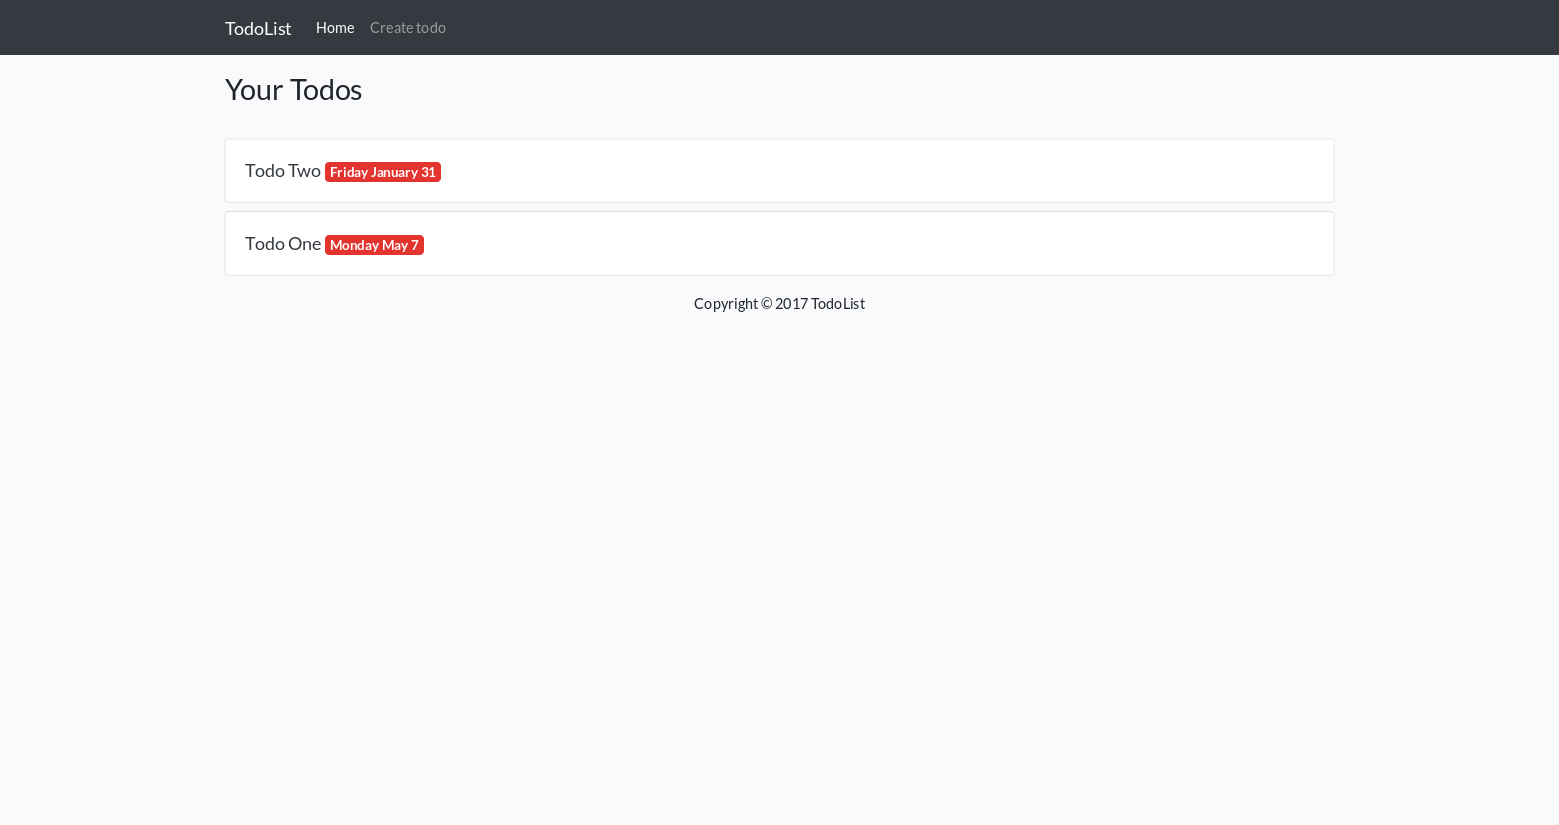 TodoList Home Create todo
Your Todos
Todo Two Friday January 31
Todo One Monday May 7
Copyright © 2017 TodoList